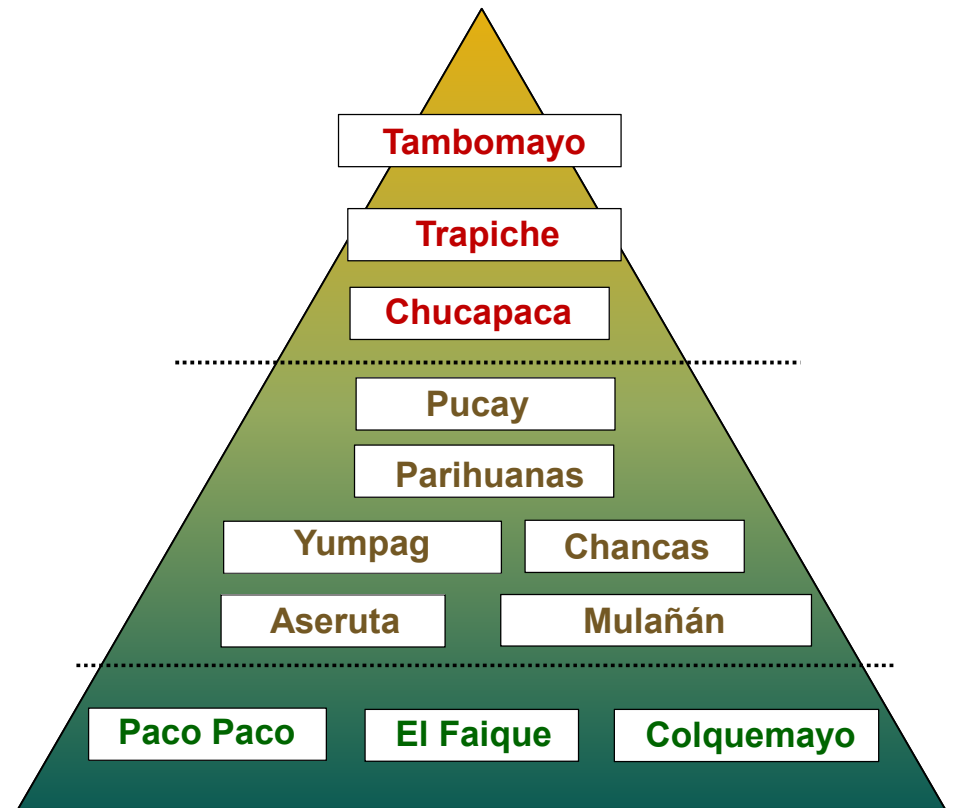 Tambomayo
Trapiche
Chucapaca
Pucay
Parihuanas
Yumpag
Chancas
Aseruta
Mulañán
Paco Paco
El Faique
Colquemayo